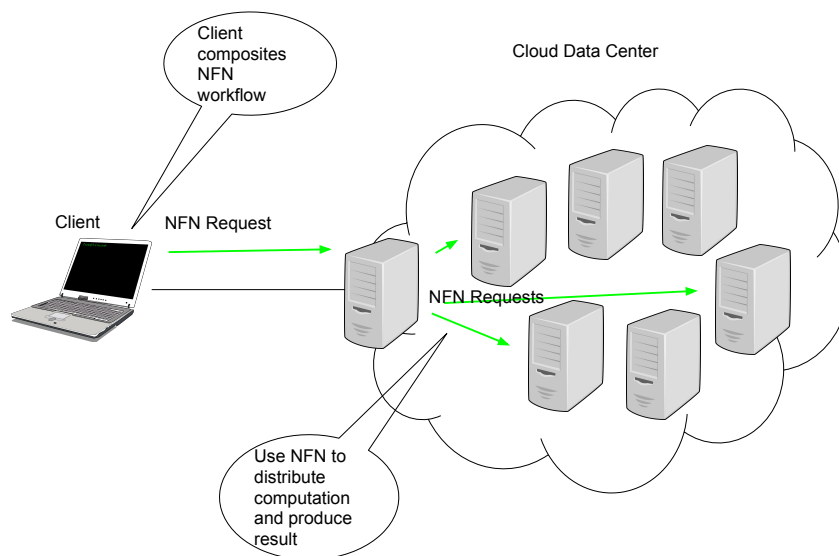 Client
composites
NFN
workflow
Cloud Data Center
Client
NFN Request
NFN Requests
Use NFN to
distribute
computation
and produce
result